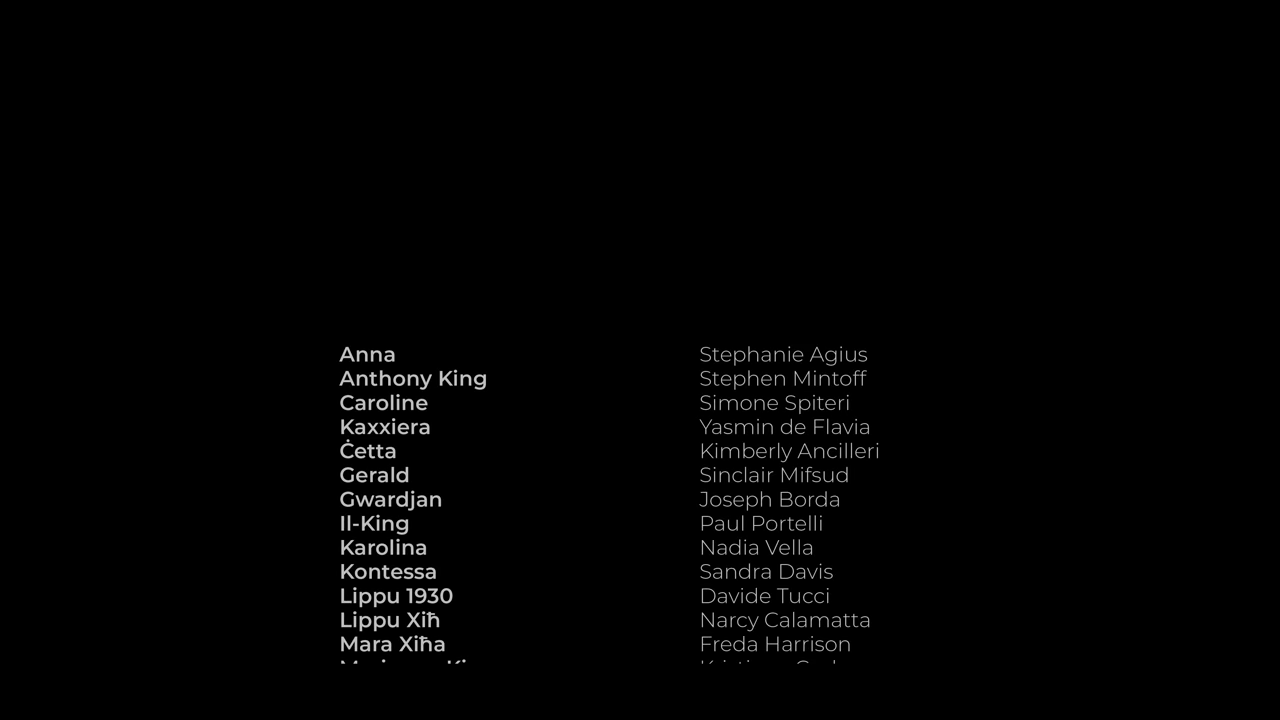 Anna Stephanie Agius
Anthony King Stephen Mintoff
Caroline Simone Spiteri
Kaxxiera Yasmin de Flavia
Ċetta Kimberly Ancilleri
Gerald Sinclair Mifsud
Gwardjan Joseph Borda
Il-King Paul Portelli
Karolina Nadia Vella
Kontessa Sandra Davis
Lippu 1930 Davide Tucci
Lippu Xiħ Narcy Calamatta
Mara Xiħa Freda Harrison